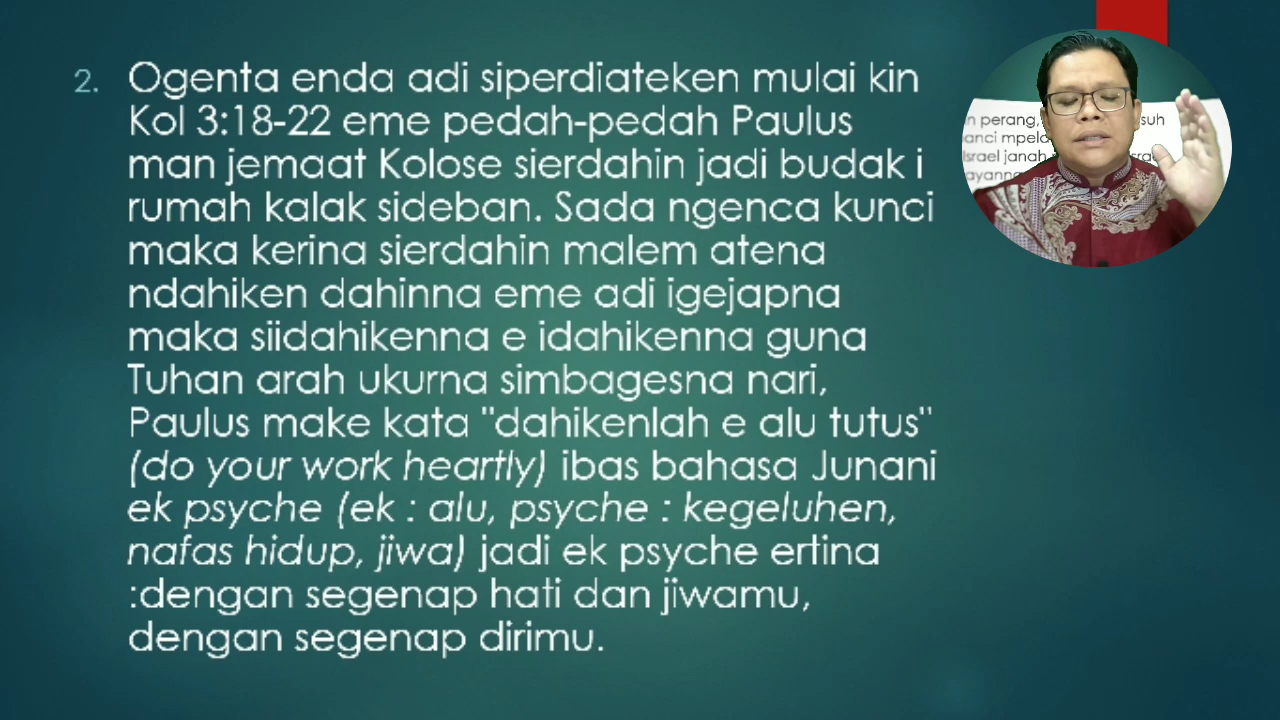 2. Ogenta enda adi siperdiateken mulai kin
Kol 3:18-22 eme pedah-pedah Paulus
man jemaat Kolose sierdahin jadi budak i
rumah kalak sideban. Sada ngenca kunci
maka kerina sierdahin malem atena
ndahiken dahinna eme adi igejapna
maka siidahikenna e idahikenna guna
Tuhan arah ukurna simbagesna nari,
Paulus make kata "dahikenlah e alu tutus"
(do your work heartly) ibas bahasa Junani
ek psyche (ek : alu, psyche : kegeluhen,
nafas hidup, jiwa) jadi ek psyche ertina
:dengan segenap hati dan jiwamu,
dengan segenap dirimu.
perang,